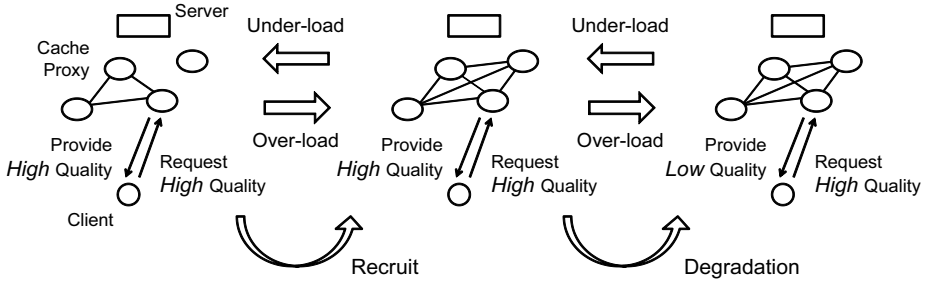 Server
Cache
Proxy
Under-load
Over-load
Provide
High Quality
Request
High Quality
Client
Recruit
Under-load
Over-load
Provide
High Quality
Request
High Quality
Degradation
Provide
Low Quality
Request
High Quality